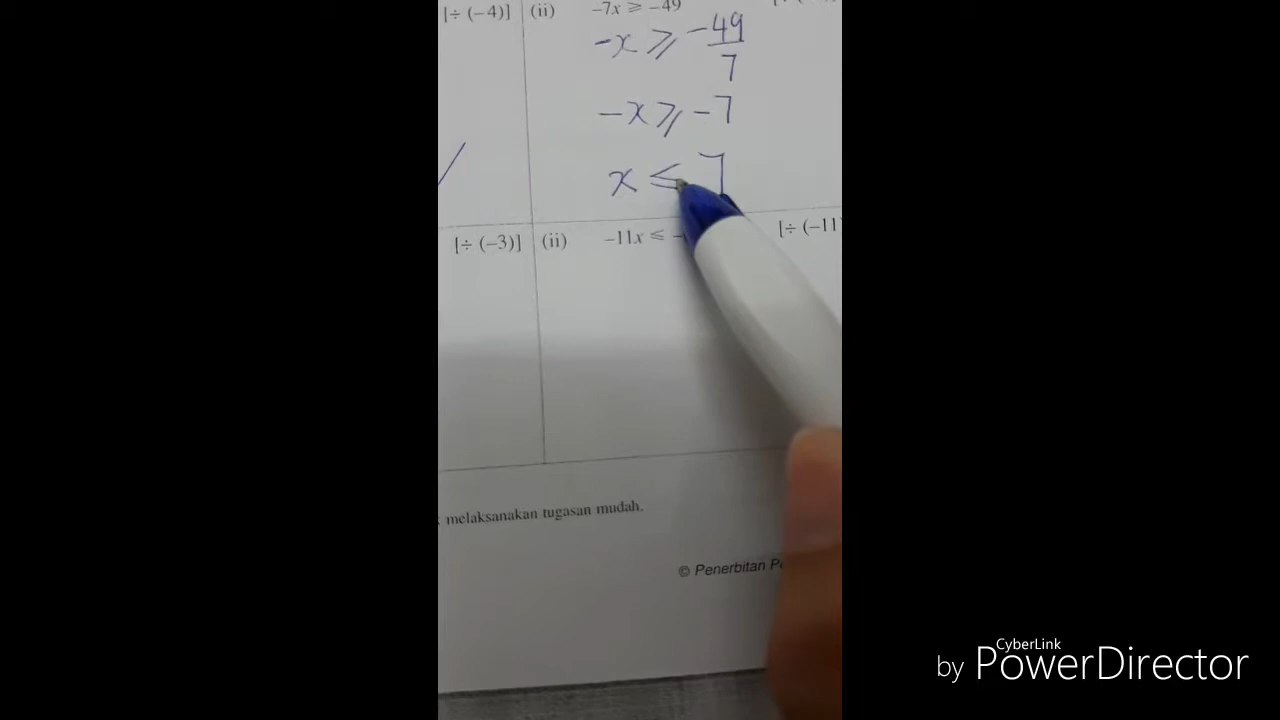 [÷ (−4)] (ii) −7x ⩾ −49
−x ⩾ −49/7
−x ⩾ −7
x ≤ 7
[÷ (−3)] (ii) −11x ⩽ − [÷ (−11
melaksanakan tugasan mudah.
© Penerbitan
CyberLink
by PowerDirector